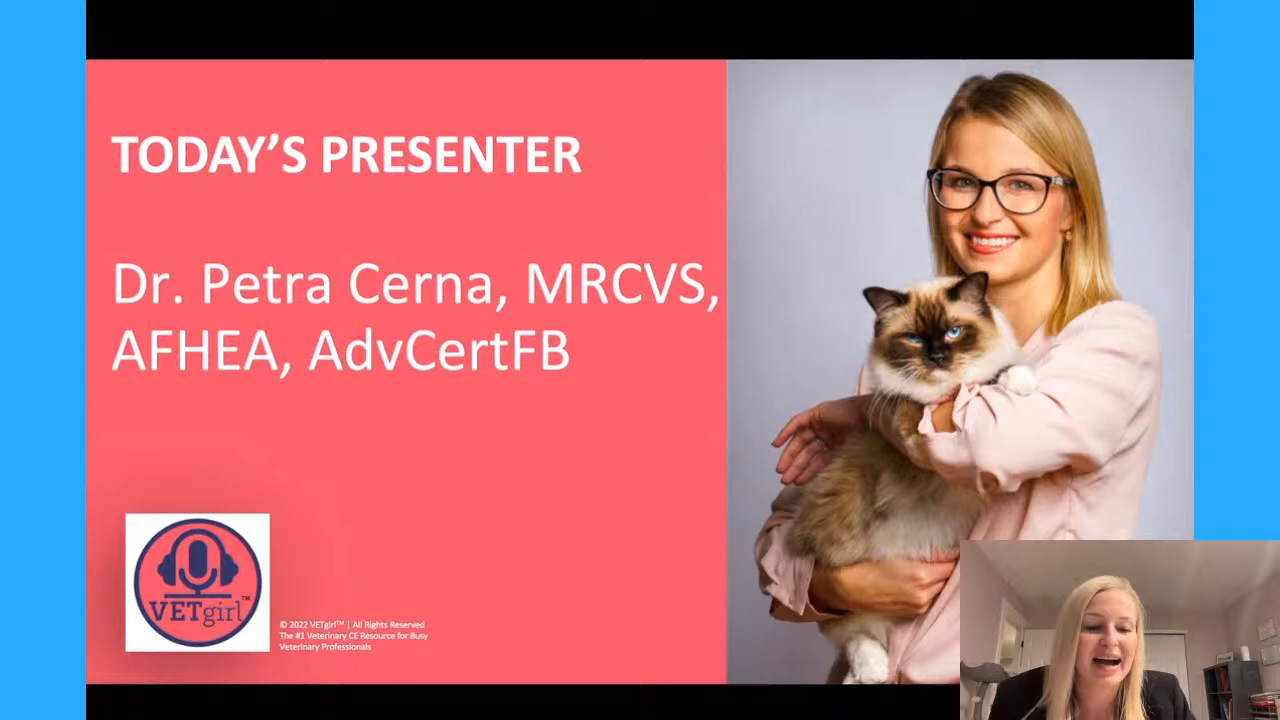 TODAY’S PRESENTER
Dr. Petra Cerna, MRCVS,
AFHEA, AdvCertFB
VETgirl™
© 2022 VETgirl™ | All Rights Reserved
The #1 Veterinary CE Resource for Busy
Veterinary Professionals